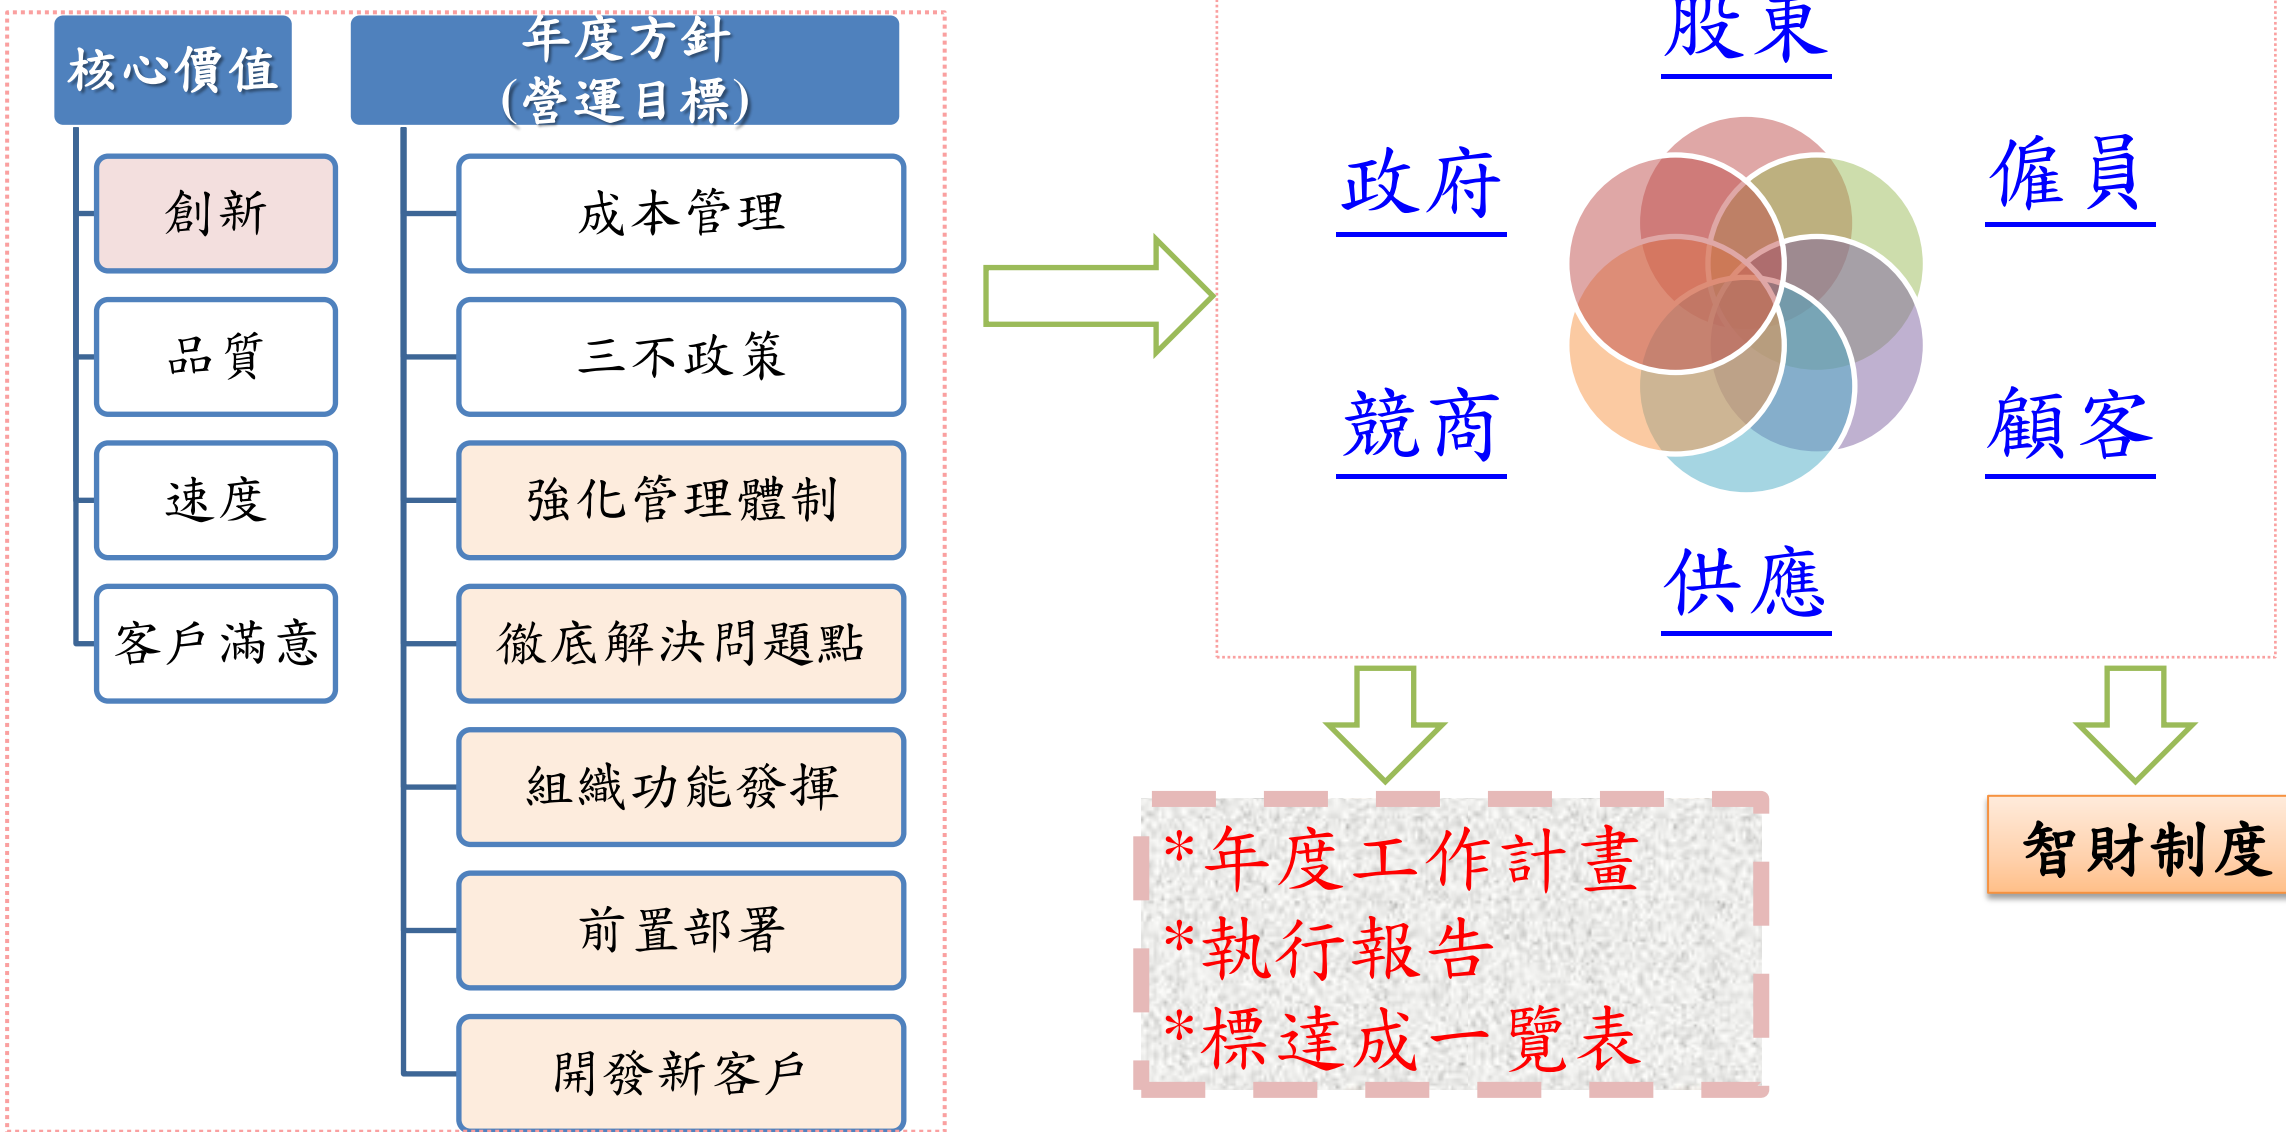 核心價值
創新
品質
速度
客戶滿意
年度方針
(營運目標)
成本管理
三不政策
強化管理體制
徹底解決問題點
組織功能發揮
前置部署
開發新客戶
股東
政府
僱員
競商
顧客
供應
*年度工作計畫
*執行報告
*標達成一覽表
智財制度